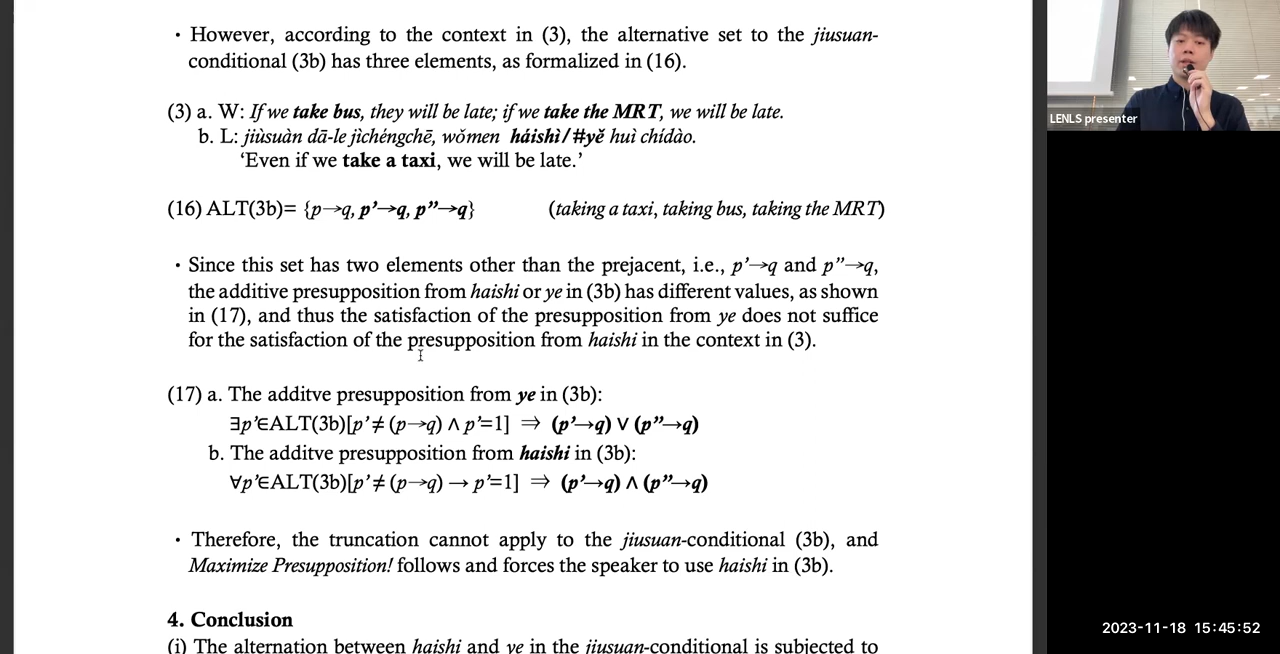 • However, according to the context in (3), the alternative set to the jiusuan-
conditional (3b) has three elements, as formalized in (16).
(3) a. W: If we take bus, they will be late; if we take the MRT, we will be late.
b. L: jiùsuàn dā-le jìchéngchē, wǒmen háishì/#yě huì chídào.
‘Even if we take a taxi, we will be late.’
(16) ALT(3b)= {p→q, p’→q, p”→q} (taking a taxi, taking bus, taking the MRT)
• Since this set has two elements other than the prejacent, i.e., p’→q and p”→q,
the additive presupposition from haishi or ye in (3b) has different values, as shown
in (17), and thus the satisfaction of the presupposition from ye does not suffice
for the satisfaction of the presupposition from haishi in the context in (3).
(17) a. The additve presupposition from ye in (3b):
∃p’∈ALT(3b)[p’≠ (p→q) ∧ p’=1] ⇒ (p’→q) ∨ (p”→q)
b. The additve presupposition from haishi in (3b):
∀p’∈ALT(3b)[p’≠ (p→q) → p’=1] ⇒ (p’→q) ∧ (p”→q)
• Therefore, the truncation cannot apply to the jiusuan-conditional (3b), and
Maximize Presupposition! follows and forces the speaker to use haishi in (3b).
4. Conclusion
(i) The alternation between haishi and ye in the jiusuan-conditional is subjected to
LENLS presenter
2023-11-18 15:45:52